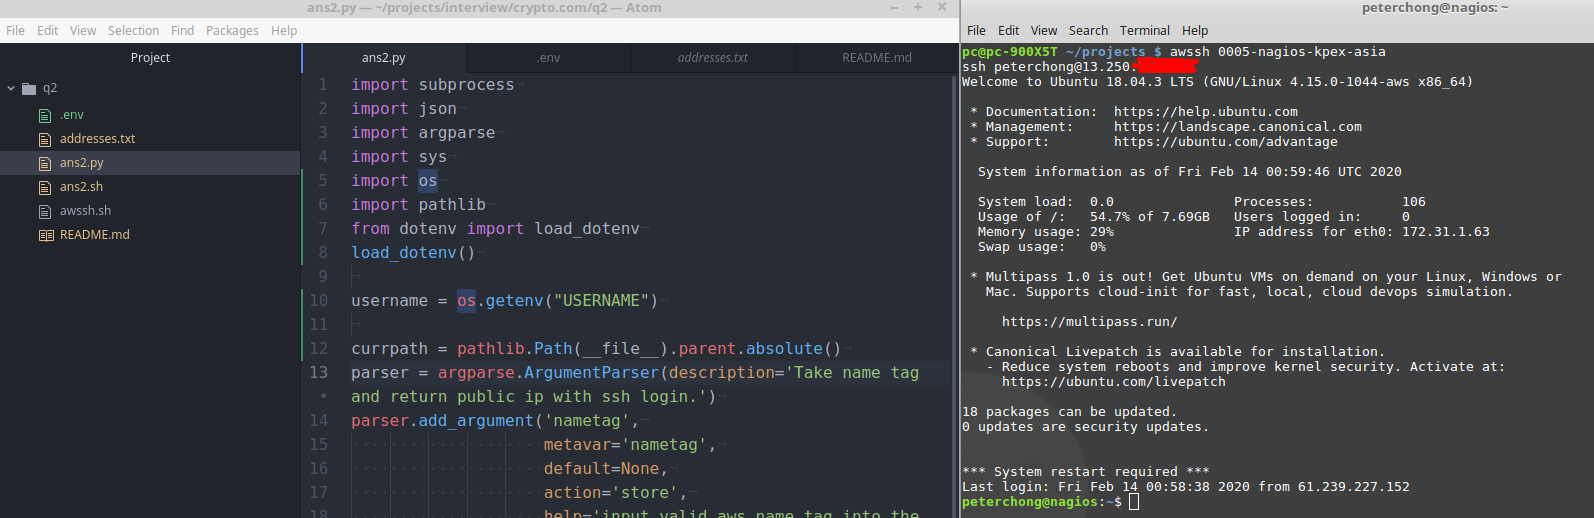 ans2.py — ~/projects/interview/crypto.com/q2 — Atom
File Edit View Selection Find Packages Help
Project
q2
.env
addresses.txt
ans2.py
ans2.sh
awssh.sh
README.md
ans2.py .env addresses.txt README.md
1 import subprocess
2 import json
3 import argparse
4 import sys
5 import os
6 import pathlib
7 from dotenv import load_dotenv
8 load_dotenv()
9
10 username = os.getenv("USERNAME")
11
12 currpath = pathlib.Path(__file__).parent.absolute()
13 parser = argparse.ArgumentParser(description='Take name tag
• and return public ip with ssh login.')
14 parser.add_argument('nametag',
15 metavar='nametag',
16 default=None,
17 action='store',
18 help='input valid aws name tag into the
peterchong@nagios: ~
File Edit View Search Terminal Help
pc@pc-900X5T ~/projects $ awssh 0005-nagios-kpex-asia
ssh peterchong@13.250.
Welcome to Ubuntu 18.04.3 LTS (GNU/Linux 4.15.0-1044-aws x86_64)
* Documentation: https://help.ubuntu.com
* Management: https://landscape.canonical.com
* Support: https://ubuntu.com/advantage
System information as of Fri Feb 14 00:59:46 UTC 2020
System load: 0.0 Processes: 106
Usage of /: 54.7% of 7.69GB Users logged in: 0
Memory usage: 29% IP address for eth0: 172.31.1.63
Swap usage: 0%
* Multipass 1.0 is out! Get Ubuntu VMs on demand on your Linux, Windows or
Mac. Supports cloud-init for fast, local, cloud devops simulation.
https://multipass.run/
* Canonical Livepatch is available for installation.
- Reduce system reboots and improve kernel security. Activate at:
https://ubuntu.com/livepatch
18 packages can be updated.
0 updates are security updates.
*** System restart required ***
Last login: Fri Feb 14 00:58:38 2020 from 61.239.227.152
peterchong@nagios:~$